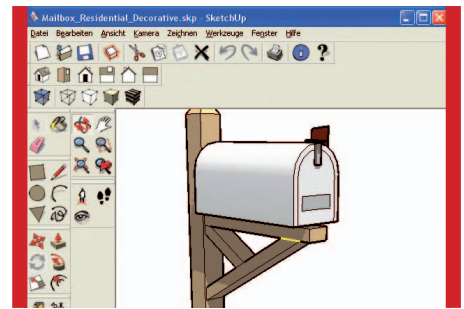 Mailbox_Residential_Decorative.skp - SketchUp
Datei Bearbeiten Ansicht Kamera Zeichnen Werkzeuge Fenster Hilfe